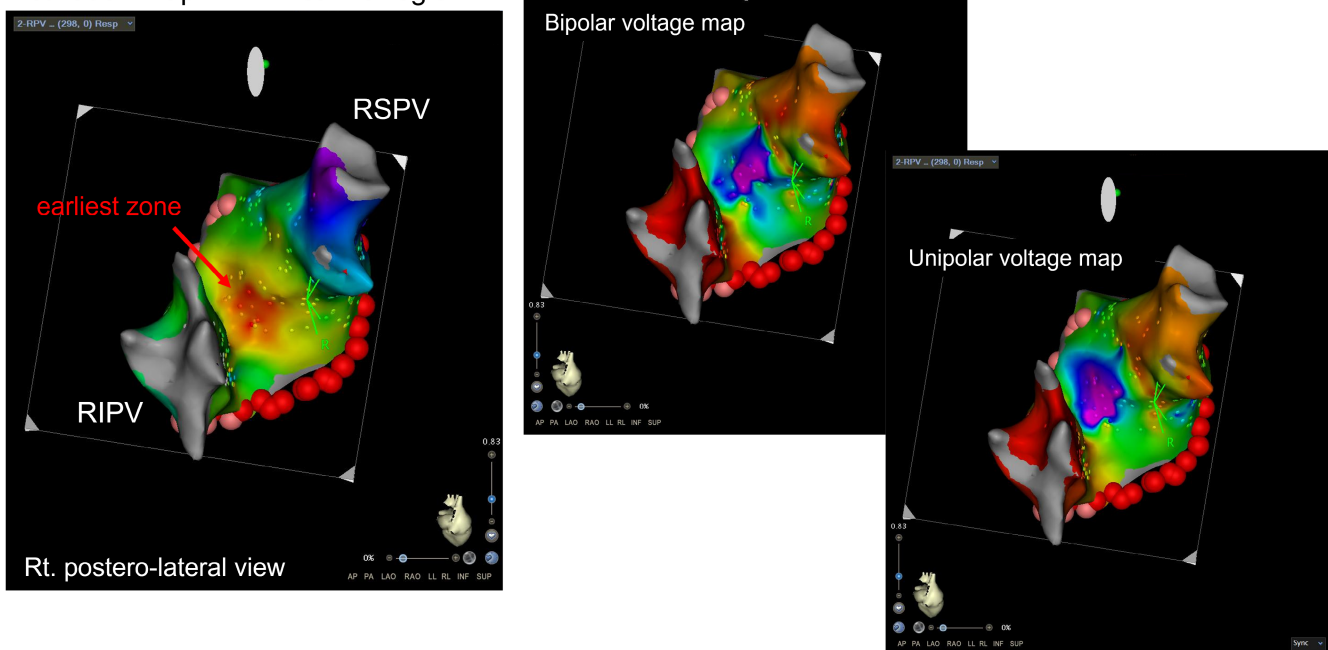 2-RPV _ (298, 0) Resp
RSPV
earliest zone
RIPV
R
0.83
0%
AP PA LAO RAO LL RL INF SUP
Rt. postero-lateral view
Bipolar voltage map
R
0.83
0%
AP PA LAO RAO LL RL INF SUP
2-RPV _ (298, 0) Resp
Unipolar voltage map
R
0.83
0%
AP PA LAO RAO LL RL INF SUP
Sync